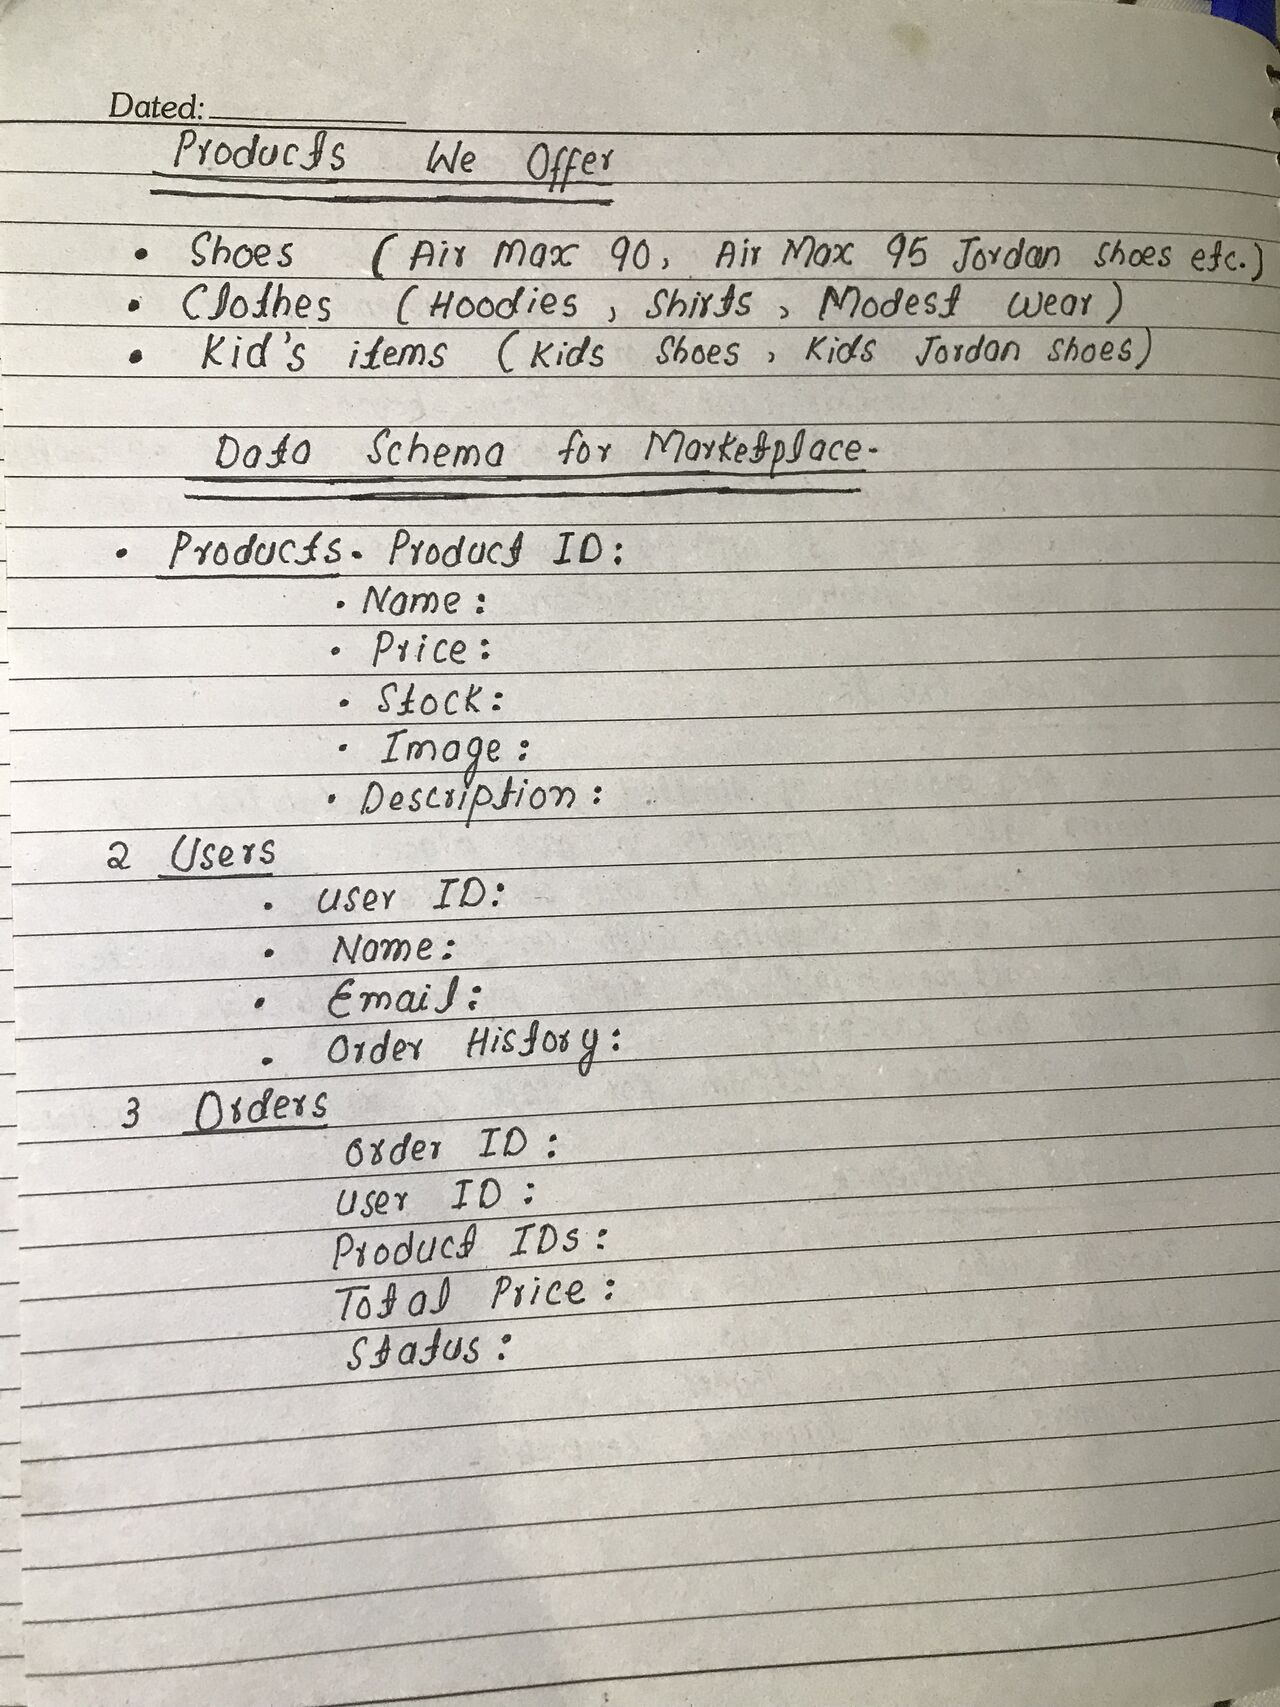 Dated:
Products We Offer
• Shoes (Air Max 90, Air Max 95 Jordan shoes etc.)
• Clothes (Hoodies, Shirts, Modest wear)
• Kid's items (Kids Shoes, Kids Jordan shoes)
Data Schema for Marketplace-
• Products. Product ID:
• Name:
• Price:
• Stock:
• Image:
• Description:
2 Users
• User ID:
• Name:
• Email:
• Order History:
3 Orders
Order ID:
User ID:
Product IDs:
Total Price:
Status: